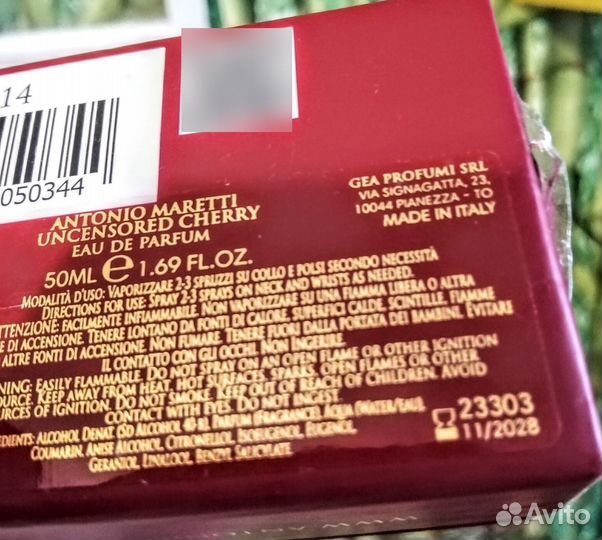 14
050344
ANTONIO MARETTI
UNCENSORED CHERRY
EAU DE PARFUM
50ML e 1.69 FL.OZ.
GEA PROFUMI SRL
VIA SIGNAGATTA, 23,
10044 PIANEZZA - TO
MADE IN ITALY
MODALITÀ D'USO: VAPORIZZARE 2-3 SPRUZZI SU COLLO E POLSI SECONDO NECESSITÀ
DIRECTIONS FOR USE: SPRAY 2-3 SPRAYS ON NECK AND WRISTS AS NEEDED.
ATTENZIONE: FACILMENTE INFIAMMABILE. NON VAPORIZZARE SU UNA FIAMMA LIBERA O ALTRA
E DI ACCENSIONE. TENERE LONTANO DA FONTI DI CALORE, SUPERFICI CALDE, SCINTILLE, FIAMME
ALTRE FONTI DI ACCENSIONE. NON FUMARE. TENERE FUORI DALLA PORTATA DEI BAMBINI. EVITARE
IL CONTATTO CON GLI OCCHI. NON INGERIRE.
NING: EASILY FLAMMABLE. DO NOT SPRAY ON AN OPEN FLAME OR OTHER IGNITION
OURCE. KEEP AWAY FROM HEAT, HOT SURFACES, SPARKS, OPEN FLAMES OR OTHER
URCES OF IGNITION. DO NOT SMOKE. KEEP OUT OF REACH OF CHILDREN. AVOID
CONTACT WITH EYES. DO NOT INGEST.
EDIENTS: ALCOHOL DENAT. (SD ALCOHOL 40-B), PARFUM (FRAGRANCE), AQUA (WATER/EAU),
COUMARIN, ANISE ALCOHOL, CITRONELLOL, ISOEUGENOL, EUGENOL,
GERANIOL, LINALOOL, BENZYL SALICYLATE.
23303
11/2028
Avito